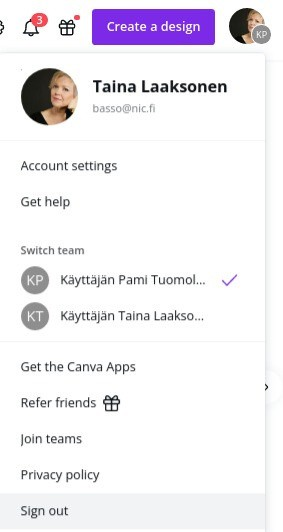 3
Create a design
KP
Taina Laaksonen
basso@nic.fi
Account settings
Get help
Switch team
KP Käyttäjän Pami Tuomol...
KT Käyttäjän Taina Laakso...
Get the Canva Apps
Refer friends
Join teams
Privacy policy
Sign out